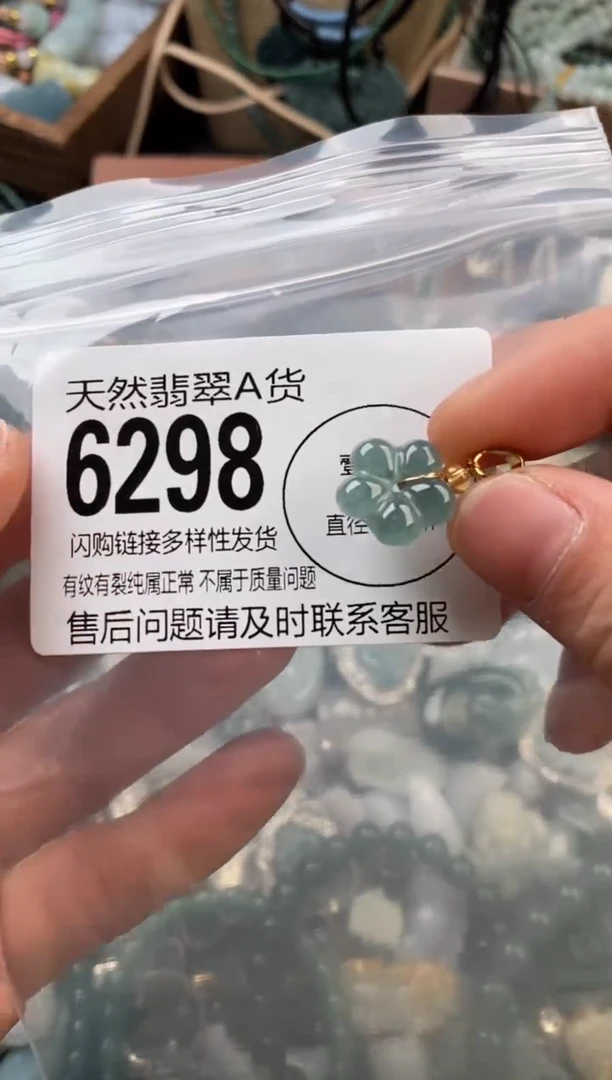 天然翡翠A货
6298
直径
闪购链接多样性发货
有纹有裂纯属正常 不属于质量问题
售后问题请及时联系客服